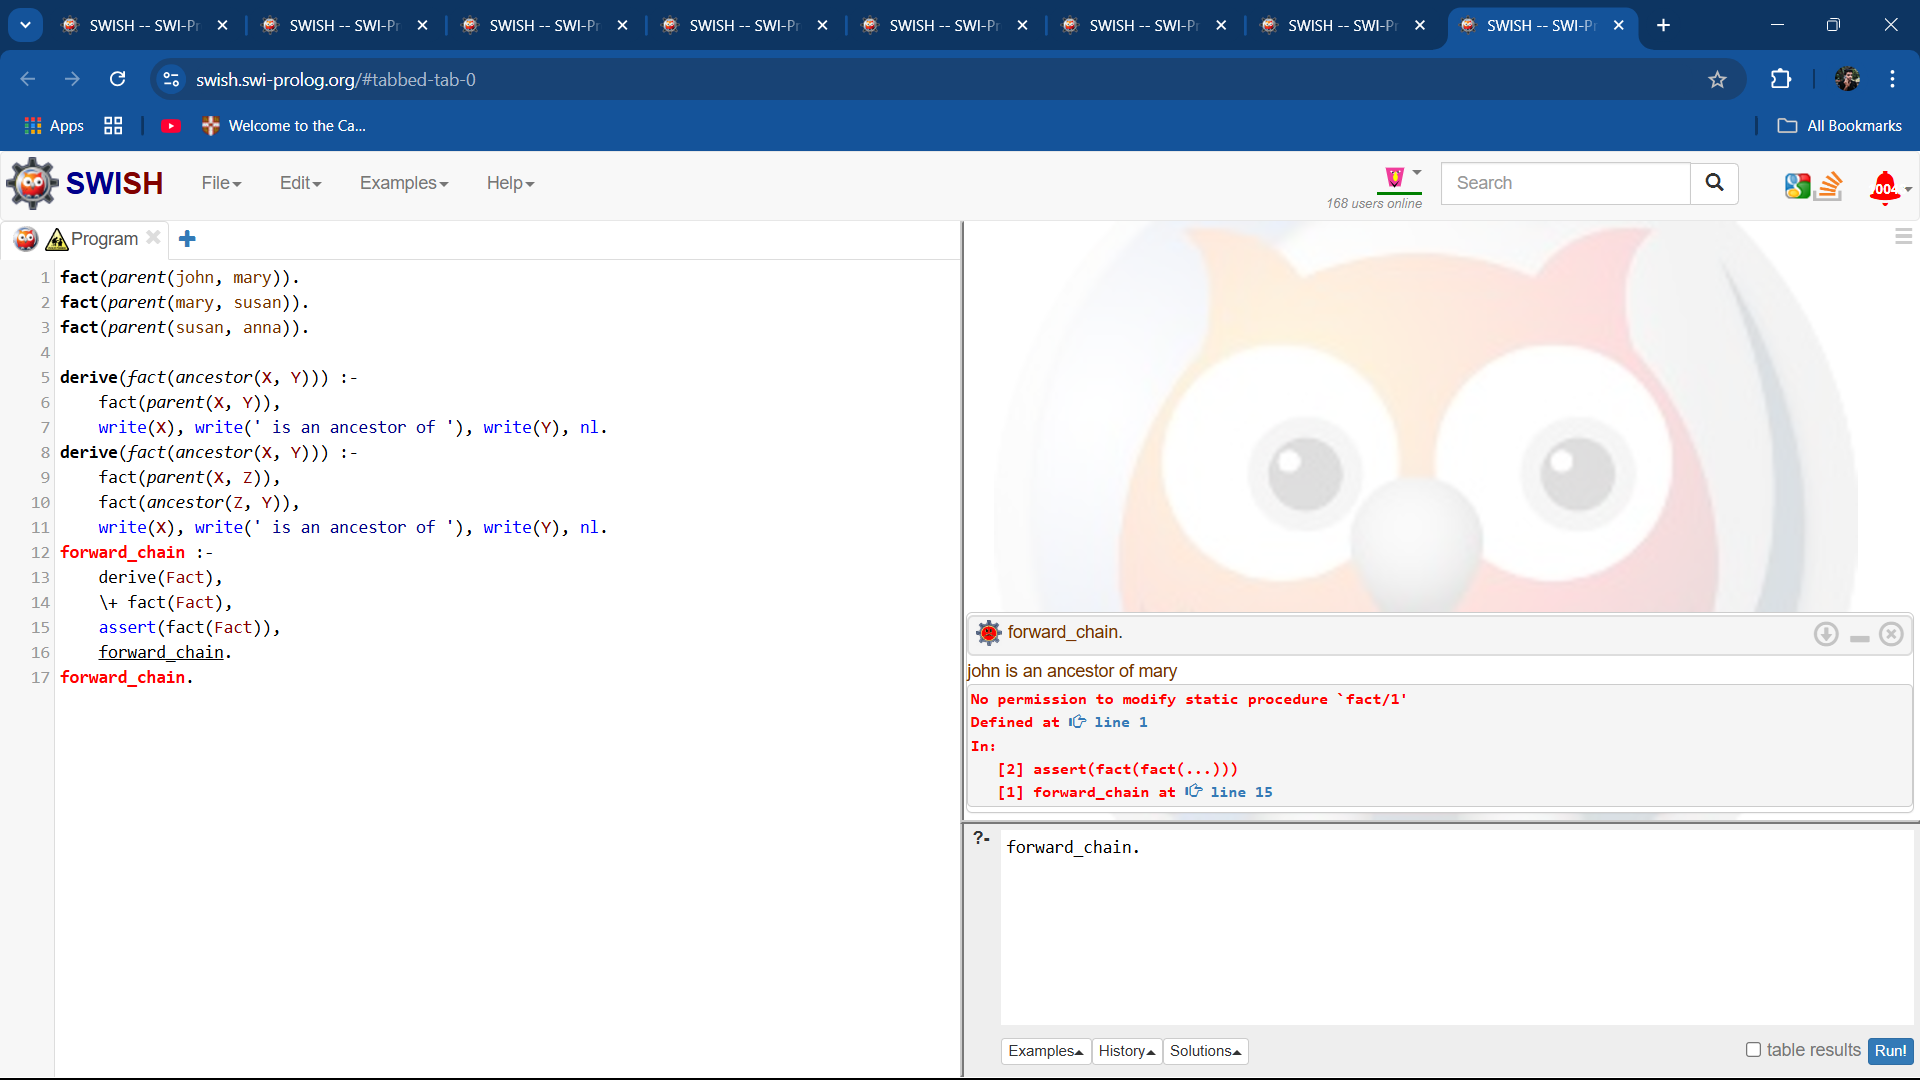 SWISH -- SWI-Pr SWISH -- SWI-Pr SWISH -- SWI-Pr SWISH -- SWI-Pr SWISH -- SWI-Pr SWISH -- SWI-Pr SWISH -- SWI-Pr SWISH -- SWI-Pr
swish.swi-prolog.org/#tabbed-tab-0
Apps Welcome to the Ca... All Bookmarks
SWISH File Edit Examples Help 168 users online Search
Program
1 fact(parent(john, mary)).
2 fact(parent(mary, susan)).
3 fact(parent(susan, anna)).
4
5 derive(fact(ancestor(X, Y))) :-
6 fact(parent(X, Y)),
7 write(X), write(' is an ancestor of '), write(Y), nl.
8 derive(fact(ancestor(X, Y))) :-
9 fact(parent(X, Z)),
10 fact(ancestor(Z, Y)),
11 write(X), write(' is an ancestor of '), write(Y), nl.
12 forward_chain :-
13 derive(Fact),
14 \+ fact(Fact),
15 assert(fact(Fact)),
16 forward_chain.
17 forward_chain.
forward_chain.
john is an ancestor of mary
No permission to modify static procedure `fact/1'
Defined at line 1
In:
[2] assert(fact(fact(...)))
[1] forward_chain at line 15
?- forward_chain.
Examples History Solutions table results Run!